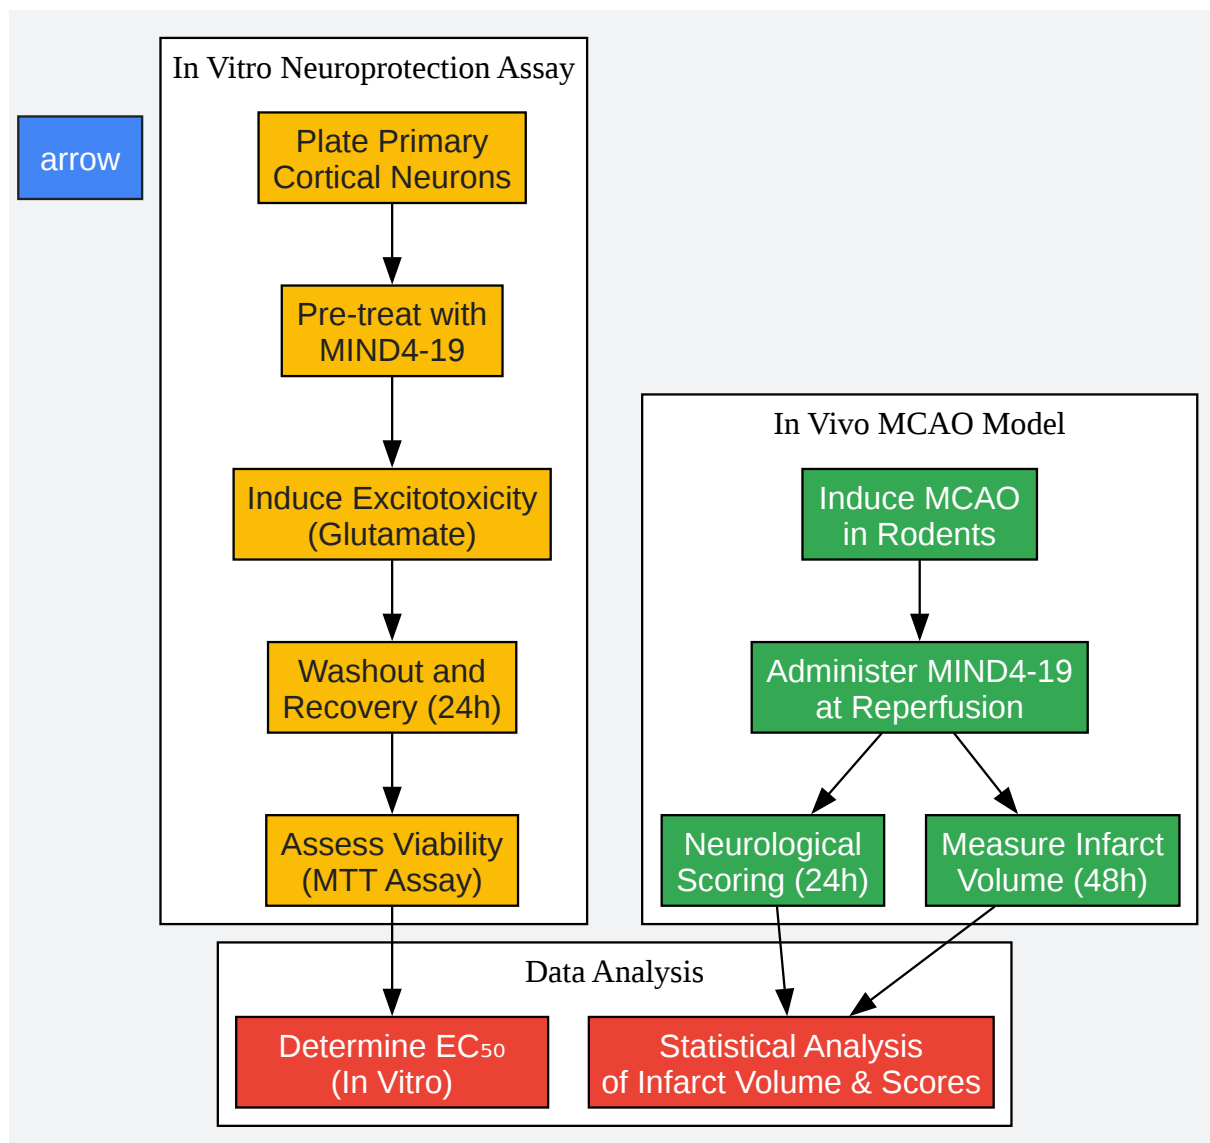 In Vitro Neuroprotection Assay
arrow
Plate Primary
Cortical Neurons
Pre-treat with
MIND4-19
Induce Excitotoxicity
(Glutamate)
Washout and
Recovery (24h)
Assess Viability
(MTT Assay)
In Vivo MCAO Model
Induce MCAO
in Rodents
Administer MIND4-19
at Reperfusion
Neurological
Scoring (24h)
Measure Infarct
Volume (48h)
Data Analysis
Determine EC₅₀
(In Vitro)
Statistical Analysis
of Infarct Volume & Scores